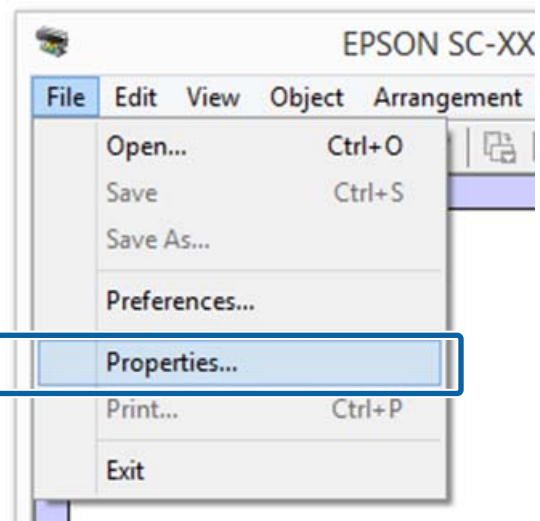 EPSON SC-XX
File Edit View Object Arrangement
Open... Ctrl+O
Save Ctrl+S
Save As...
Preferences...
Properties...
Print... Ctrl+P
Exit